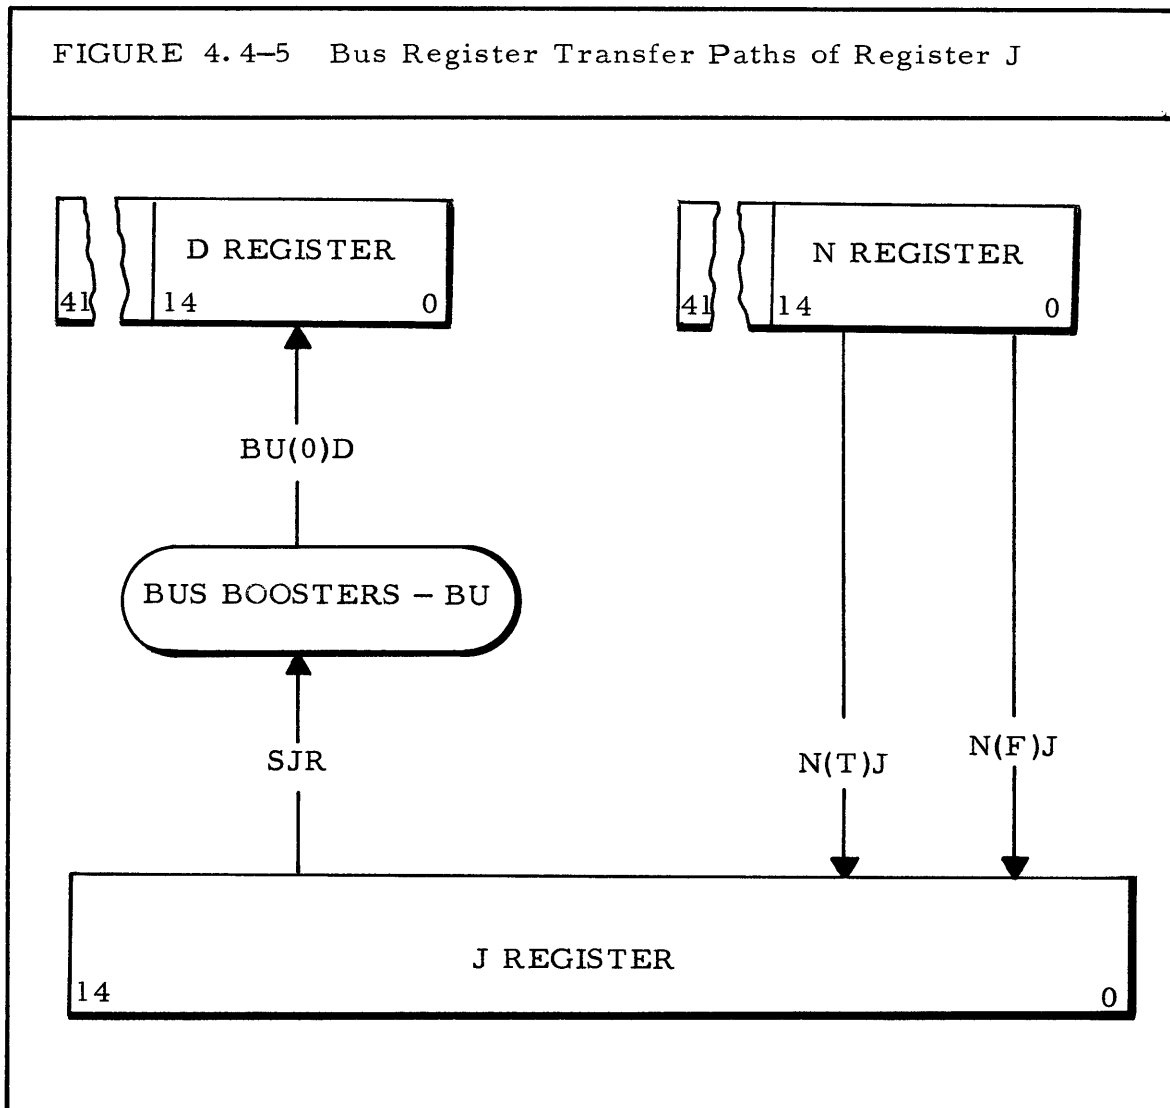 FIGURE 4.4–5 Bus Register Transfer Paths of Register J
D REGISTER
41 14 0
N REGISTER
41 14 0
BU(0)D
BUS BOOSTERS – BU
SJR
N(T)J
N(F)J
J REGISTER
14 0